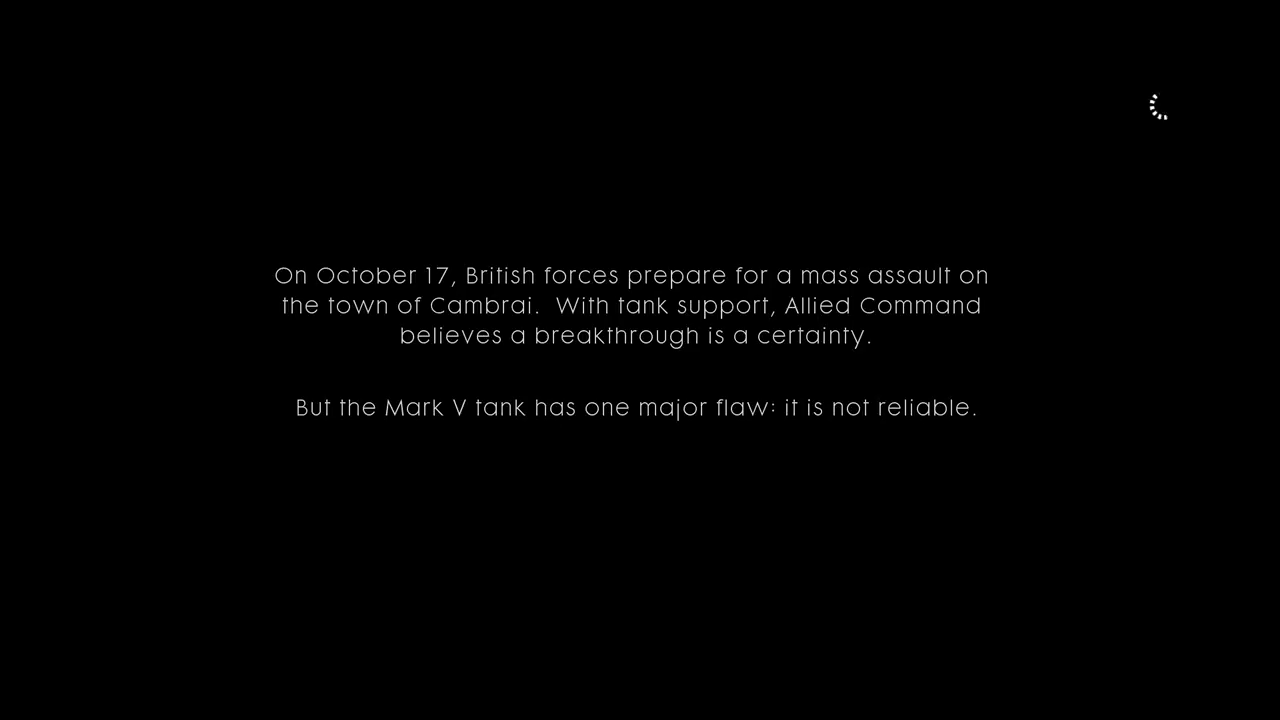 On October 17, British forces prepare for a mass assault on
the town of Cambrai.  With tank support, Allied Command
believes a breakthrough is a certainty.
But the Mark V tank has one major flaw: it is not reliable.